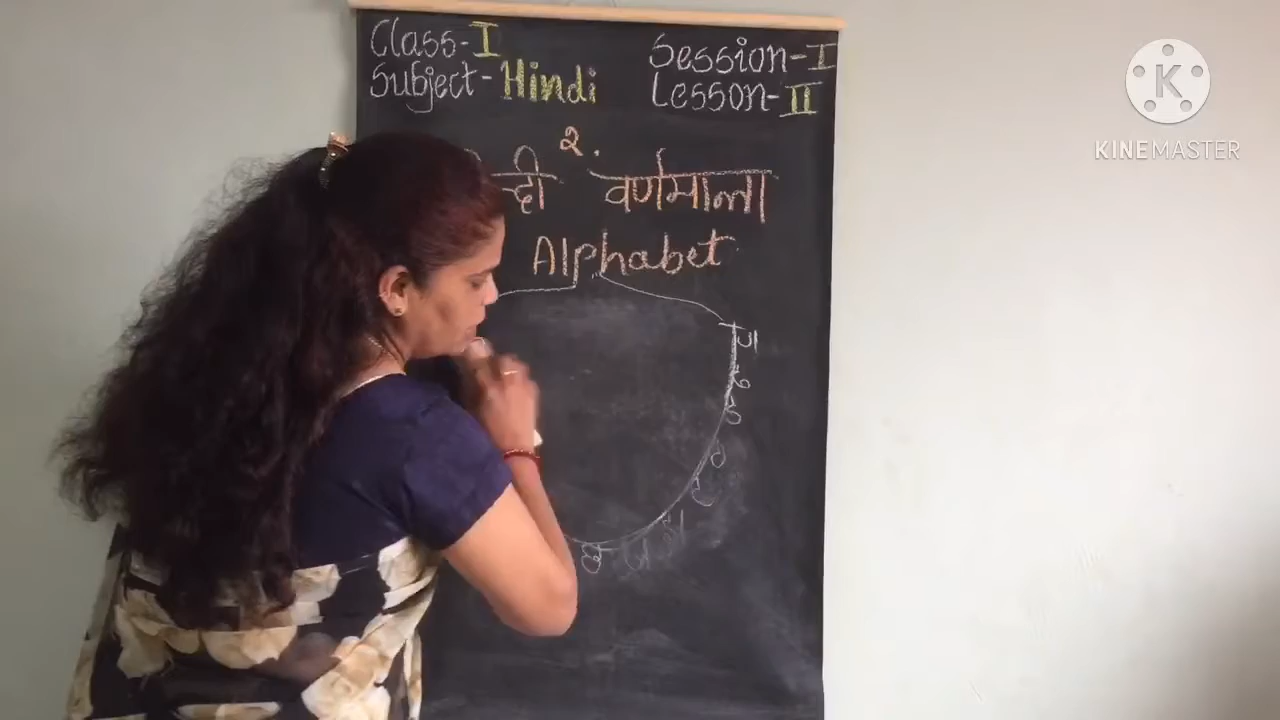 Class-I
Subject-Hindi
Session-I
Lesson-II
२.
न्दी वर्णमाला
Alphabet
K
KINEMASTER